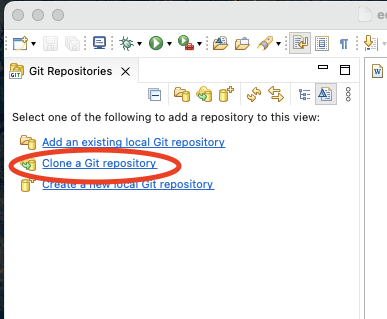 Git Repositories
Select one of the following to add a repository to this view:
Add an existing local Git repository
Clone a Git repository
Create a new local Git repository